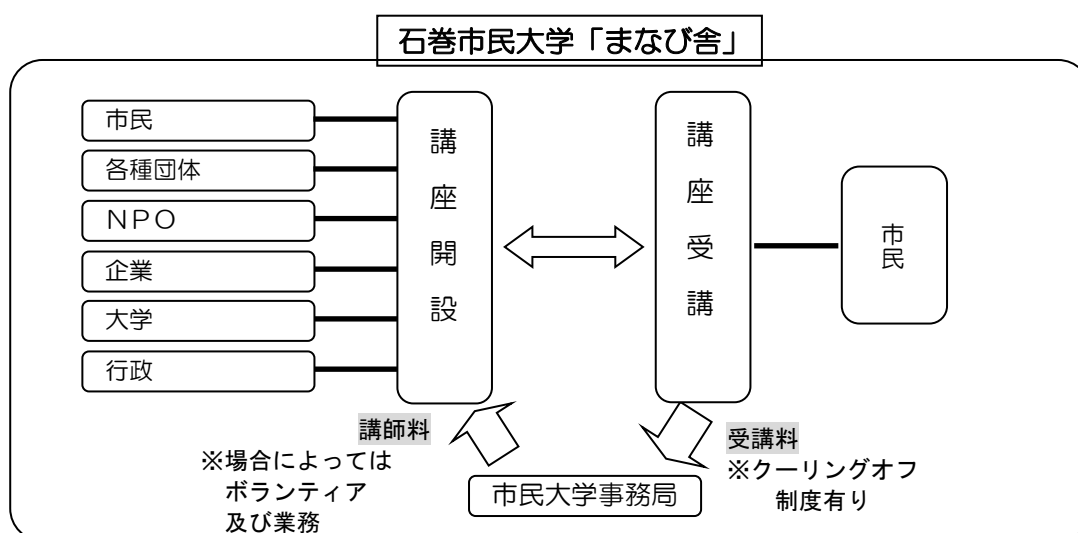 石巻市民大学「まなび舎」
市民
各種団体
ＮＰＯ
企業
大学
行政
講座開設
講座受講
市民
講師料
※場合によっては
ボランティア
及び業務
受講料
※クーリングオフ
制度有り
市民大学事務局